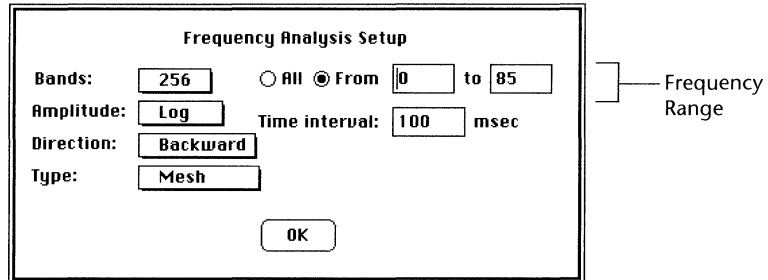 Frequency Analysis Setup
Bands: 256 All From 0 to 85
Amplitude: Log
Time interval: 100 msec
Direction: Backward
Type: Mesh
OK
Frequency
Range